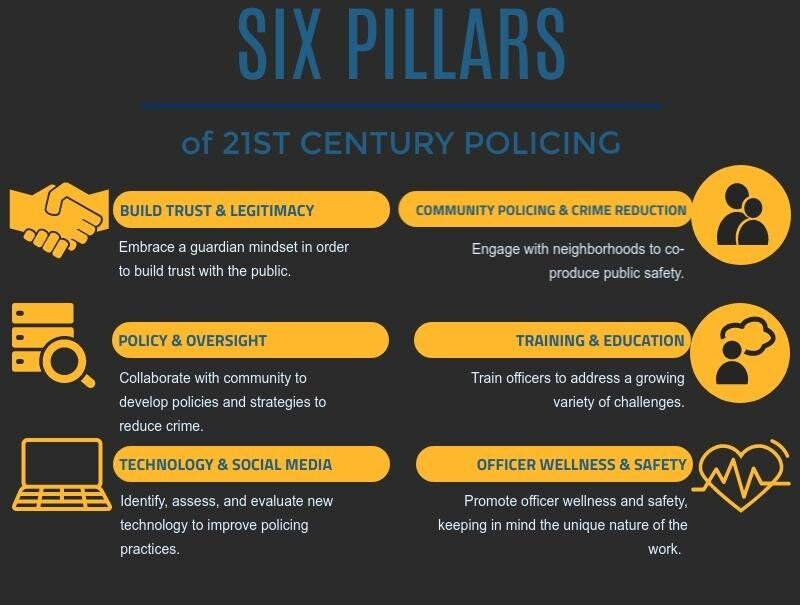 SIX PILLARS
of 21ST CENTURY POLICING
BUILD TRUST & LEGITIMACY
Embrace a guardian mindset in order
to build trust with the public.
COMMUNITY POLICING & CRIME REDUCTION
Engage with neighborhoods to co-
produce public safety.
POLICY & OVERSIGHT
Collaborate with community to
develop policies and strategies to
reduce crime.
TRAINING & EDUCATION
Train officers to address a growing
variety of challenges.
TECHNOLOGY & SOCIAL MEDIA
Identify, assess, and evaluate new
technology to improve policing
practices.
OFFICER WELLNESS & SAFETY
Promote officer wellness and safety,
keeping in mind the unique nature of the
work.